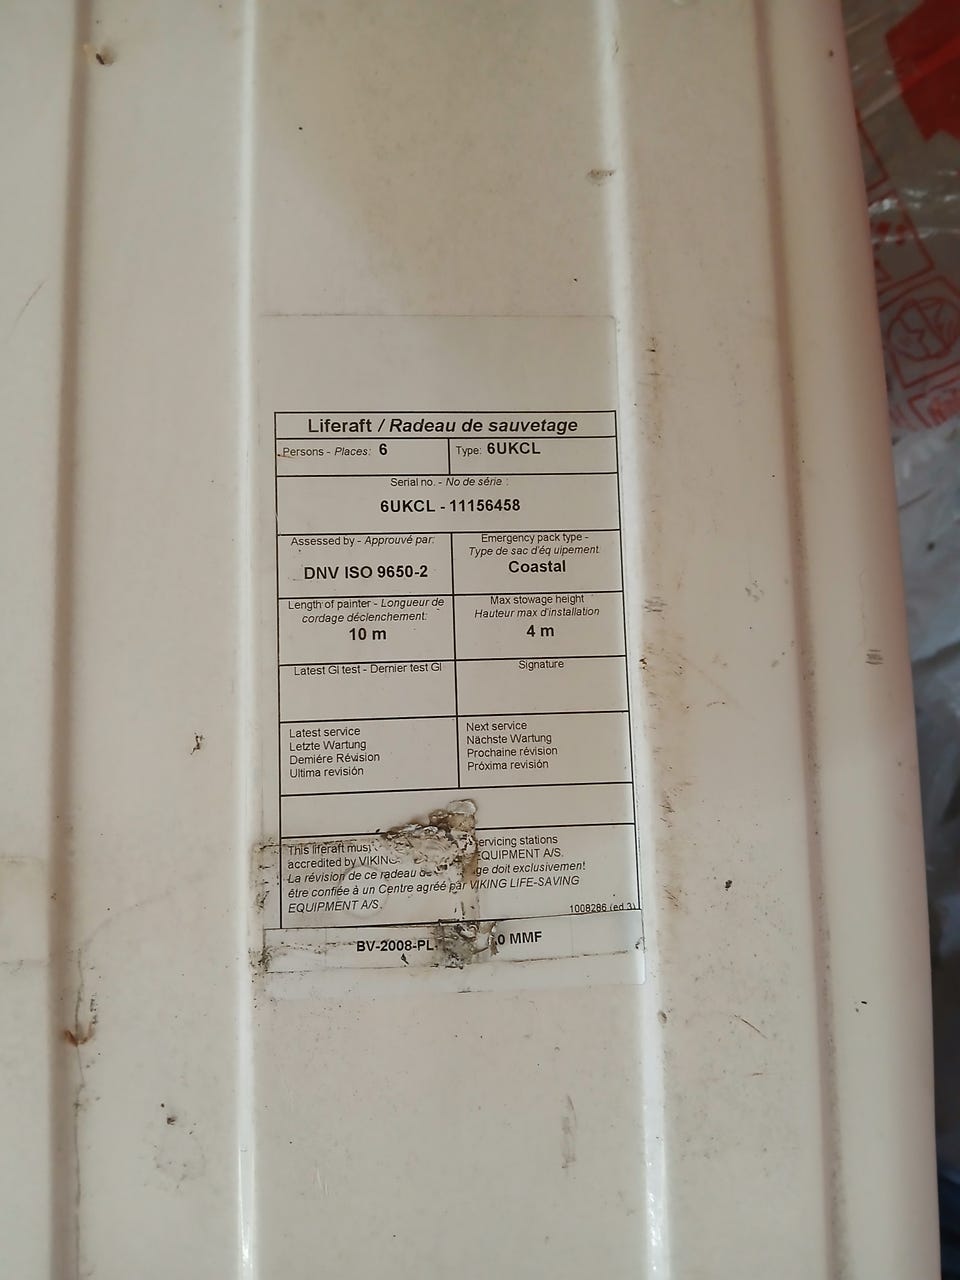 Liferaft / Radeau de sauvetage
Persons - Places: 6
Type: 6UKCL
Serial no. - No de série :
6UKCL - 11156458
Assessed by - Approuvé par:
DNV ISO 9650-2
Emergency pack type -
Type de sac d'éq uipement
Coastal
Length of painter - Longueur de
cordage déclenchement:
10 m
Max stowage height
Hauteur max d'installation
4 m
Latest GI test - Dernier test GI
Signature
Latest service
Letzte Wartung
Demiére Révision
Ultima revisión
Next service
Nächste Wartung
Prochaine révision
Próxima revisión
This liferaft must servicing stations
accredited by VIKING EQUIPMENT A/S.
La révision de ce radeau de doit exclusivement
être confiée à un Centre agréé par VIKING LIFE-SAVING
EQUIPMENT A/S.
1008286 (ed.3)
BV-2008-PL- .0 MMF